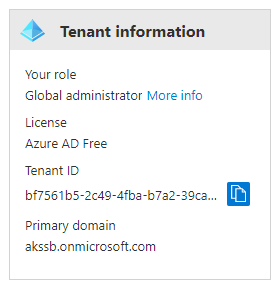 Tenant information
Your role
Global administrator More info
License
Azure AD Free
Tenant ID
bf7561b5-2c49-4fba-b7a2-39ca...
Primary domain
akssb.onmicrosoft.com